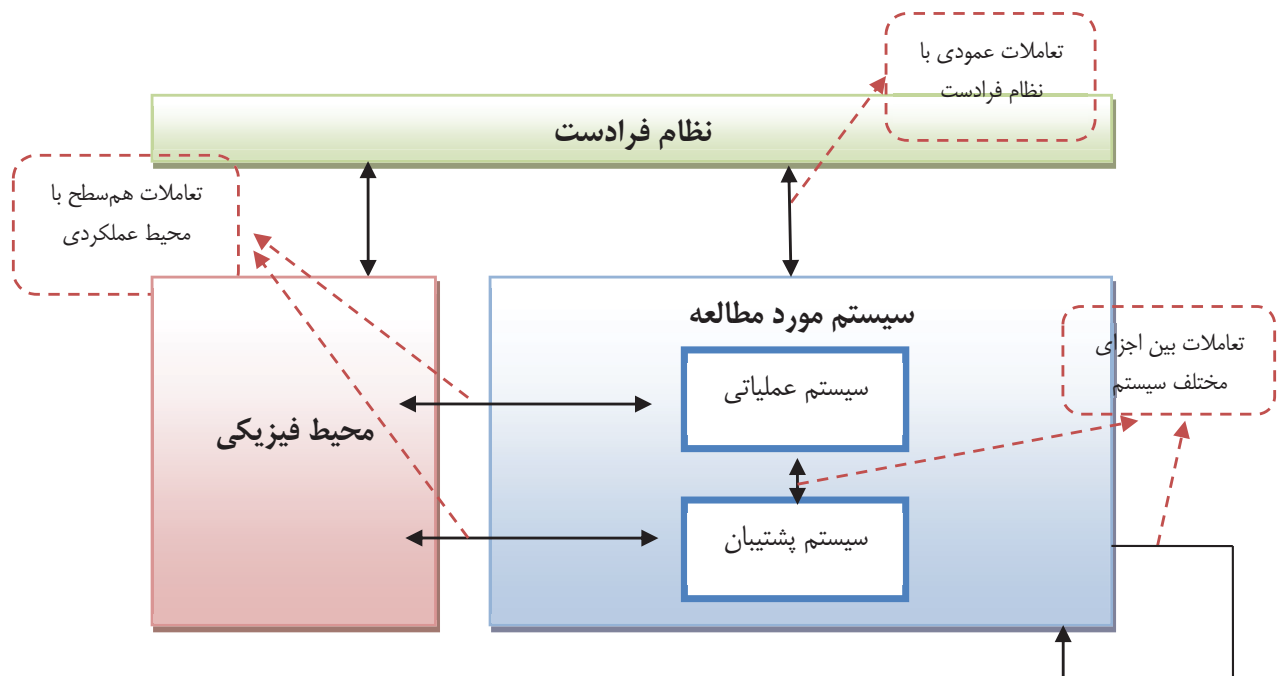 تعاملات عمودی با
نظام فرادست
نظام فرادست
تعاملات هم‌سطح با
محیط عملکردی
سیستم مورد مطالعه
تعاملات بین اجزای
مختلف سیستم
سیستم عملیاتی
محیط فیزیکی
سیستم پشتیبان